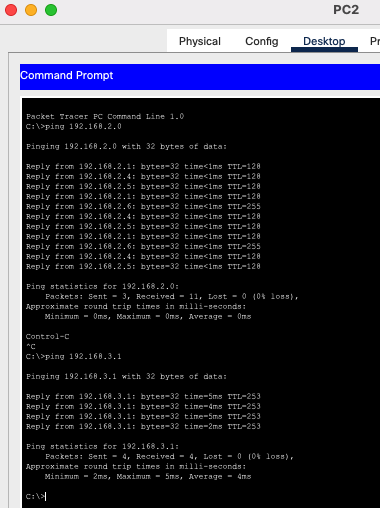 PC2
Physical Config Desktop Pr
Command Prompt
Packet Tracer PC Command Line 1.0
C:\>ping 192.168.2.0
Pinging 192.168.2.0 with 32 bytes of data:
Reply from 192.168.2.1: bytes=32 time<1ms TTL=128
Reply from 192.168.2.4: bytes=32 time<1ms TTL=128
Reply from 192.168.2.5: bytes=32 time<1ms TTL=128
Reply from 192.168.2.1: bytes=32 time<1ms TTL=128
Reply from 192.168.2.6: bytes=32 time<1ms TTL=255
Reply from 192.168.2.4: bytes=32 time<1ms TTL=128
Reply from 192.168.2.5: bytes=32 time<1ms TTL=128
Reply from 192.168.2.1: bytes=32 time<1ms TTL=128
Reply from 192.168.2.6: bytes=32 time<1ms TTL=255
Reply from 192.168.2.4: bytes=32 time<1ms TTL=128
Reply from 192.168.2.5: bytes=32 time<1ms TTL=128
Ping statistics for 192.168.2.0:
Packets: Sent = 3, Received = 11, Lost = 0 (0% loss),
Approximate round trip times in milli-seconds:
Minimum = 0ms, Maximum = 0ms, Average = 0ms
Control-C
^C
C:\>ping 192.168.3.1
Pinging 192.168.3.1 with 32 bytes of data:
Reply from 192.168.3.1: bytes=32 time=5ms TTL=253
Reply from 192.168.3.1: bytes=32 time=4ms TTL=253
Reply from 192.168.3.1: bytes=32 time=5ms TTL=253
Reply from 192.168.3.1: bytes=32 time=2ms TTL=253
Ping statistics for 192.168.3.1:
Packets: Sent = 4, Received = 4, Lost = 0 (0% loss),
Approximate round trip times in milli-seconds:
Minimum = 2ms, Maximum = 5ms, Average = 4ms
C:\>